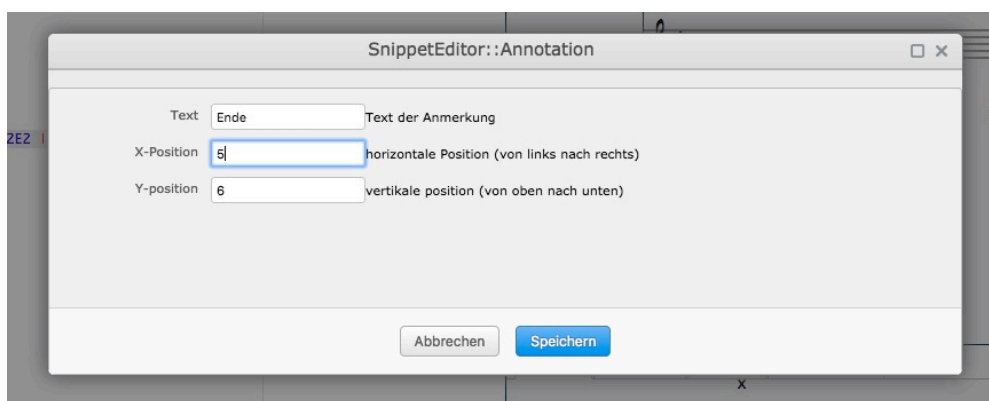 SnippetEditor::Annotation
Text Ende Text der Anmerkung
2E2 |
X-Position 5 horizontale Position (von links nach rechts)
Y-position 6 vertikale position (von oben nach unten)
Abbrechen Speichern
x